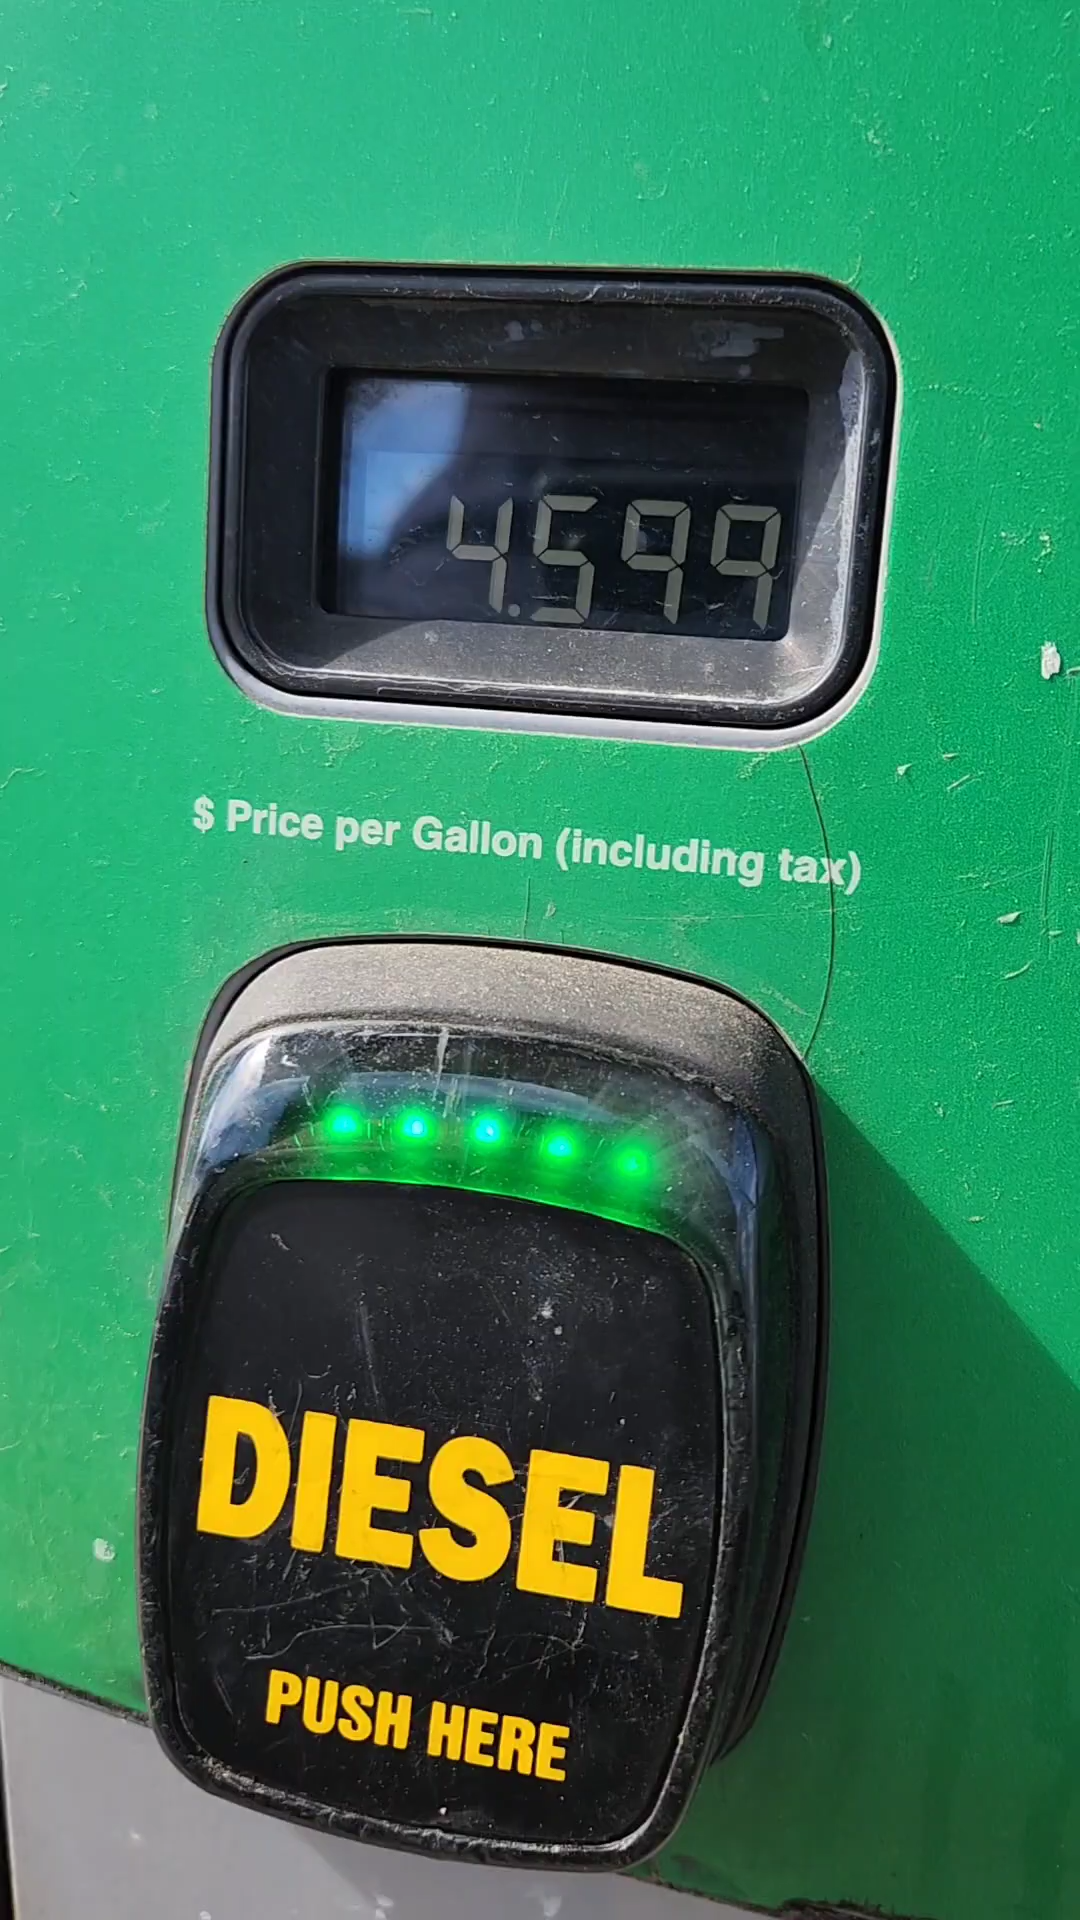 4.599
$ Price per Gallon (including tax)
DIESEL
PUSH HERE